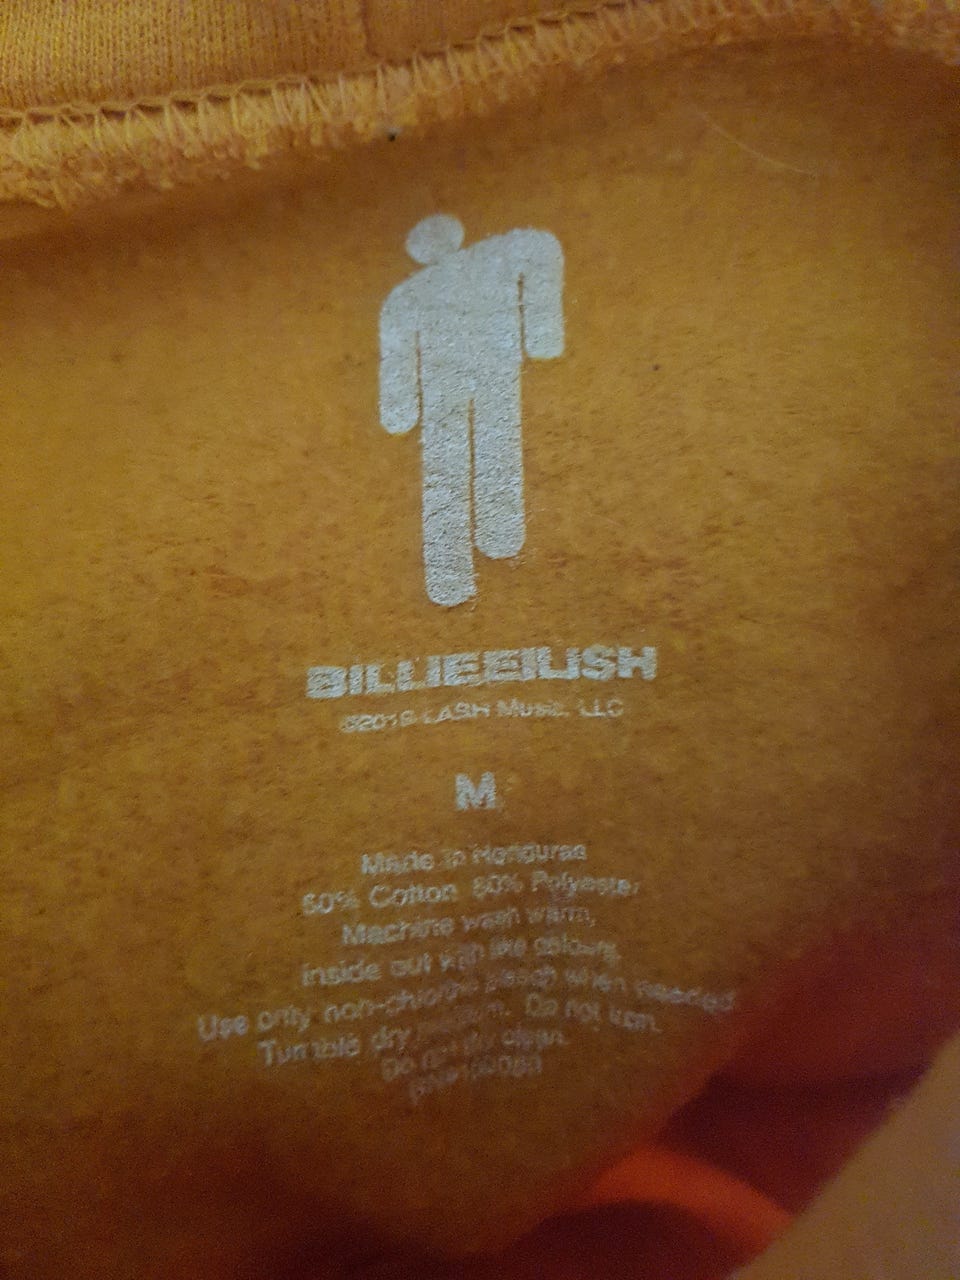 BILLIEEILISH
©2019 LASH Music, LLC
M
Made in Honduras
50% Cotton 50% Polyester
Machine wash warm,
inside out with like colours,
Use only non-chlorine bleach when needed
Tumble dry medium. Do not iron.
Do not dry clean.